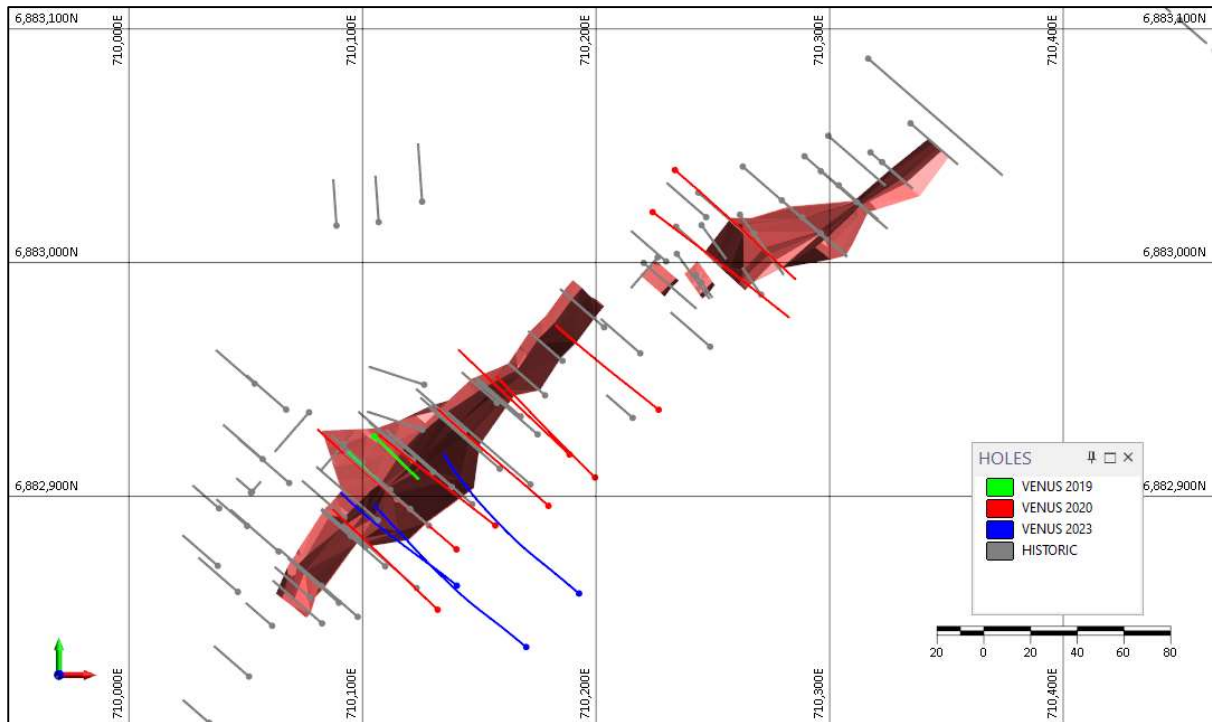 6,883,100N
6,883,100N
710,000E
710,100E
710,200E
710,300E
710,400E
6,883,000N
6,883,000N
6,882,900N
6,882,900N
HOLES
VENUS 2019
VENUS 2020
VENUS 2023
HISTORIC
20 0 20 40 60 80
710,000E
710,100E
710,200E
710,300E
710,400E